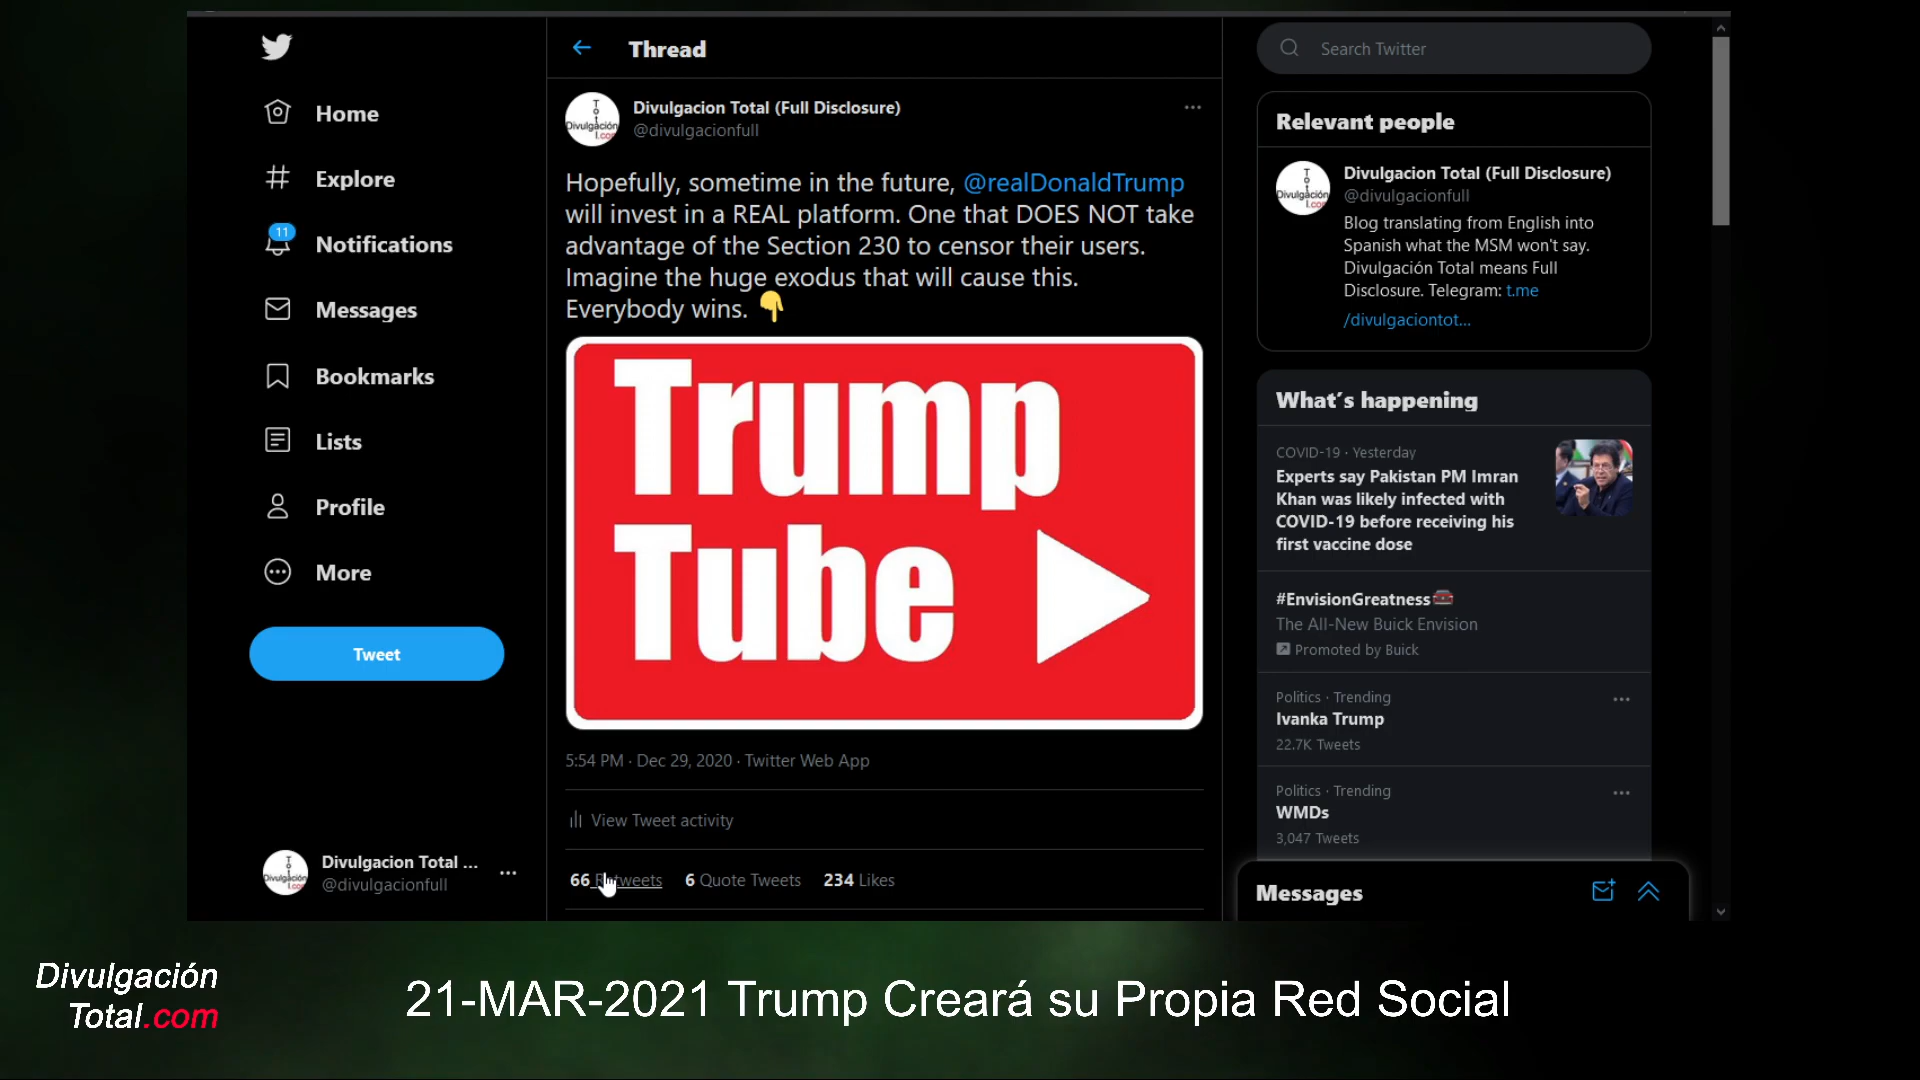 Home
Explore
11
Notifications
Messages
Bookmarks
Lists
Profile
More
Tweet
Divulgacion Total ...
@divulgacionfull
Thread
Divulgacion Total (Full Disclosure)
@divulgacionfull
Hopefully, sometime in the future, @realDonaldTrump
will invest in a REAL platform. One that DOES NOT take
advantage of the Section 230 to censor their users.
Imagine the huge exodus that will cause this.
Everybody wins. 👇
Trump
Tube
5:54 PM · Dec 29, 2020 · Twitter Web App
View Tweet activity
66 Retweets 6 Quote Tweets 234 Likes
Search Twitter
Relevant people
Divulgacion Total (Full Disclosure)
@divulgacionfull
Blog translating from English into
Spanish what the MSM won't say.
Divulgación Total means Full
Disclosure. Telegram: t.me
/divulgaciontot...
What's happening
COVID-19 · Yesterday
Experts say Pakistan PM Imran
Khan was likely infected with
COVID-19 before receiving his
first vaccine dose
#EnvisionGreatness
The All-New Buick Envision
Promoted by Buick
Politics · Trending
Ivanka Trump
22.7K Tweets
Politics · Trending
WMDs
3,047 Tweets
Messages
Divulgación
Total.com
21-MAR-2021 Trump Creará su Propia Red Social